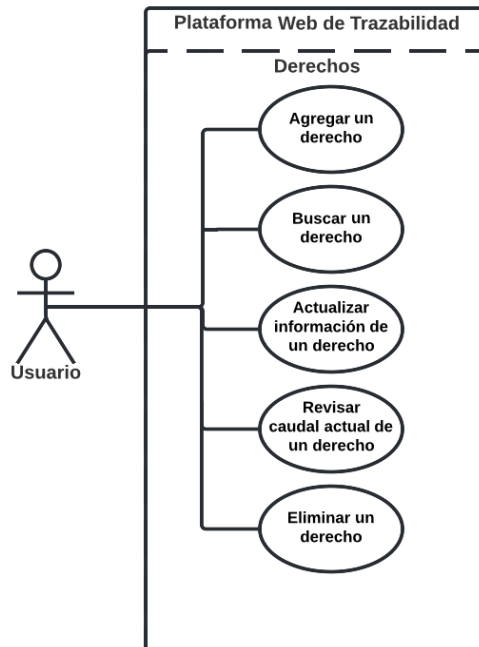 Plataforma Web de Trazabilidad
Derechos
Agregar un
derecho
Buscar un
derecho
Actualizar
información de
un derecho
Revisar
caudal actual de
un derecho
Eliminar un
derecho
Usuario